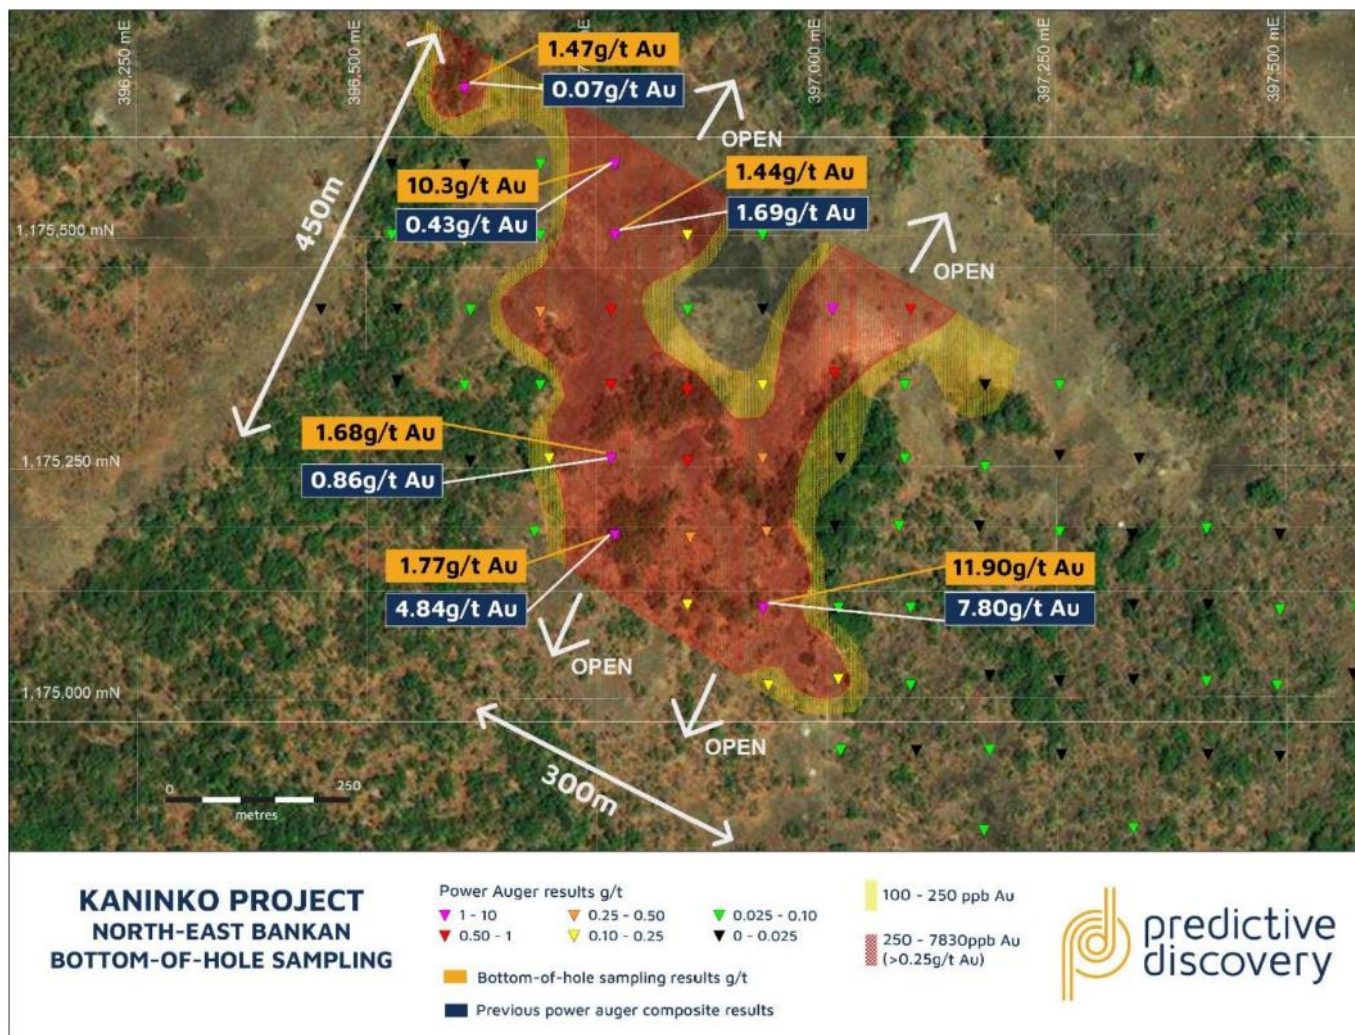 396,250 mE
396,500 mE
397,000 mE
397,250 mE
397,500 mE
1.47g/t Au
0.07g/t Au
OPEN
450m
10.3g/t Au
0.43g/t Au
1.44g/t Au
1.69g/t Au
1,175,500 mN
OPEN
1.68g/t Au
0.86g/t Au
1,175,250 mN
1.77g/t Au
4.84g/t Au
11.90g/t Au
7.80g/t Au
OPEN
1,175,000 mN
OPEN
300m
0 250
metres
KANINKO PROJECT
NORTH-EAST BANKAN
BOTTOM-OF-HOLE SAMPLING
Power Auger results g/t
1 - 10 0.25 - 0.50 0.025 - 0.10
0.50 - 1 0.10 - 0.25 0 - 0.025
Bottom-of-hole sampling results g/t
Previous power auger composite results
100 - 250 ppb Au
250 - 7830ppb Au
(>0.25g/t Au)
predictive
discovery